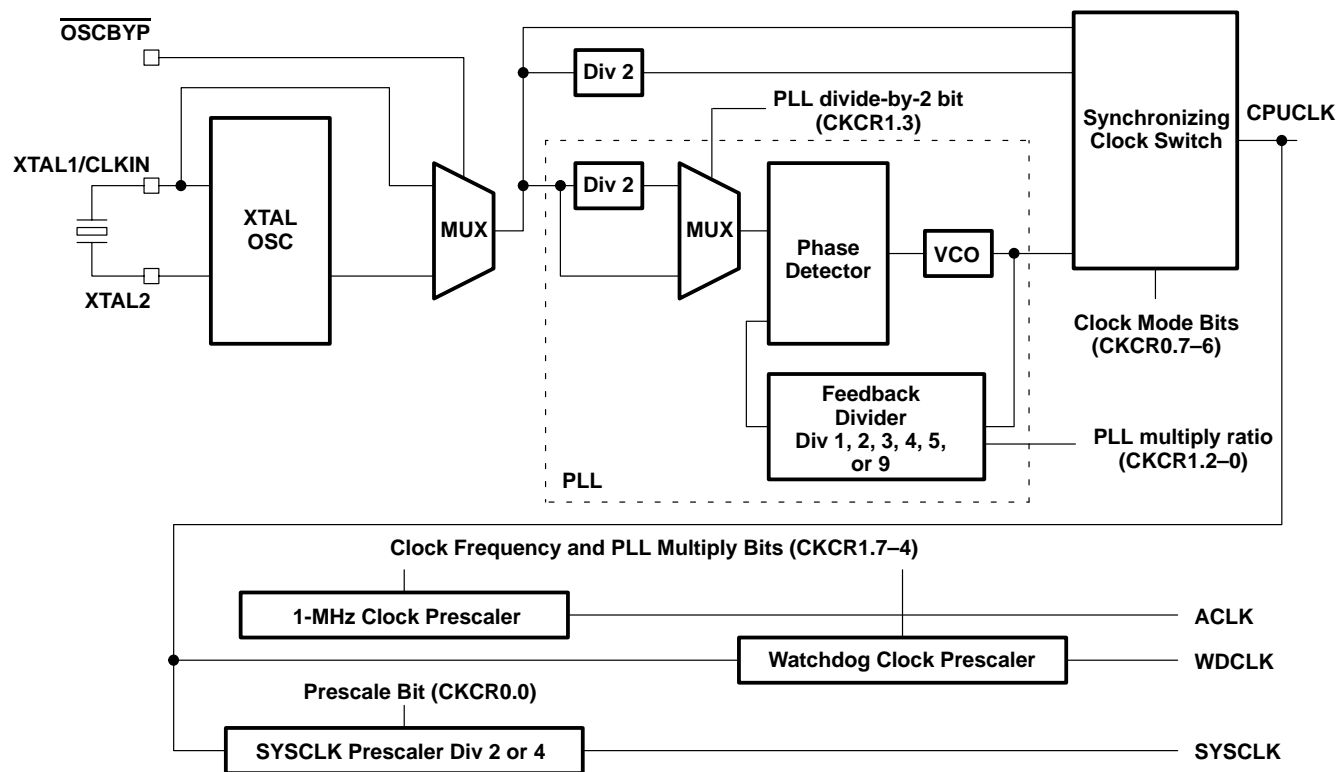 OSCBYP
XTAL1/CLKIN
XTAL2
XTAL
OSC
MUX
Div 2
PLL divide-by-2 bit
(CKCR1.3)
Div 2
MUX
Phase
Detector
VCO
Feedback
Divider
Div 1, 2, 3, 4, 5,
or 9
PLL
Synchronizing
Clock Switch
CPUCLK
Clock Mode Bits
(CKCR0.7–6)
PLL multiply ratio
(CKCR1.2–0)
Clock Frequency and PLL Multiply Bits (CKCR1.7–4)
1-MHz Clock Prescaler
ACLK
Watchdog Clock Prescaler
WDCLK
Prescale Bit (CKCR0.0)
SYSCLK Prescaler Div 2 or 4
SYSCLK